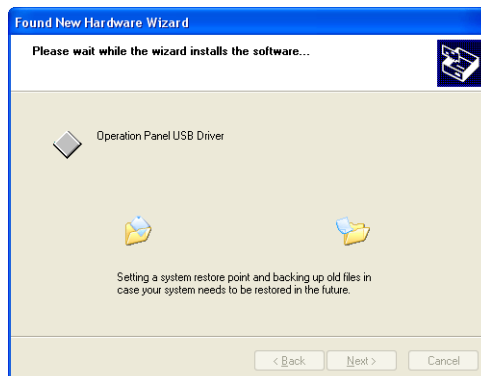 Found New Hardware Wizard
Please wait while the wizard installs the software...
Operation Panel USB Driver
Setting a system restore point and backing up old files in
case your system needs to be restored in the future.
< Back Next > Cancel